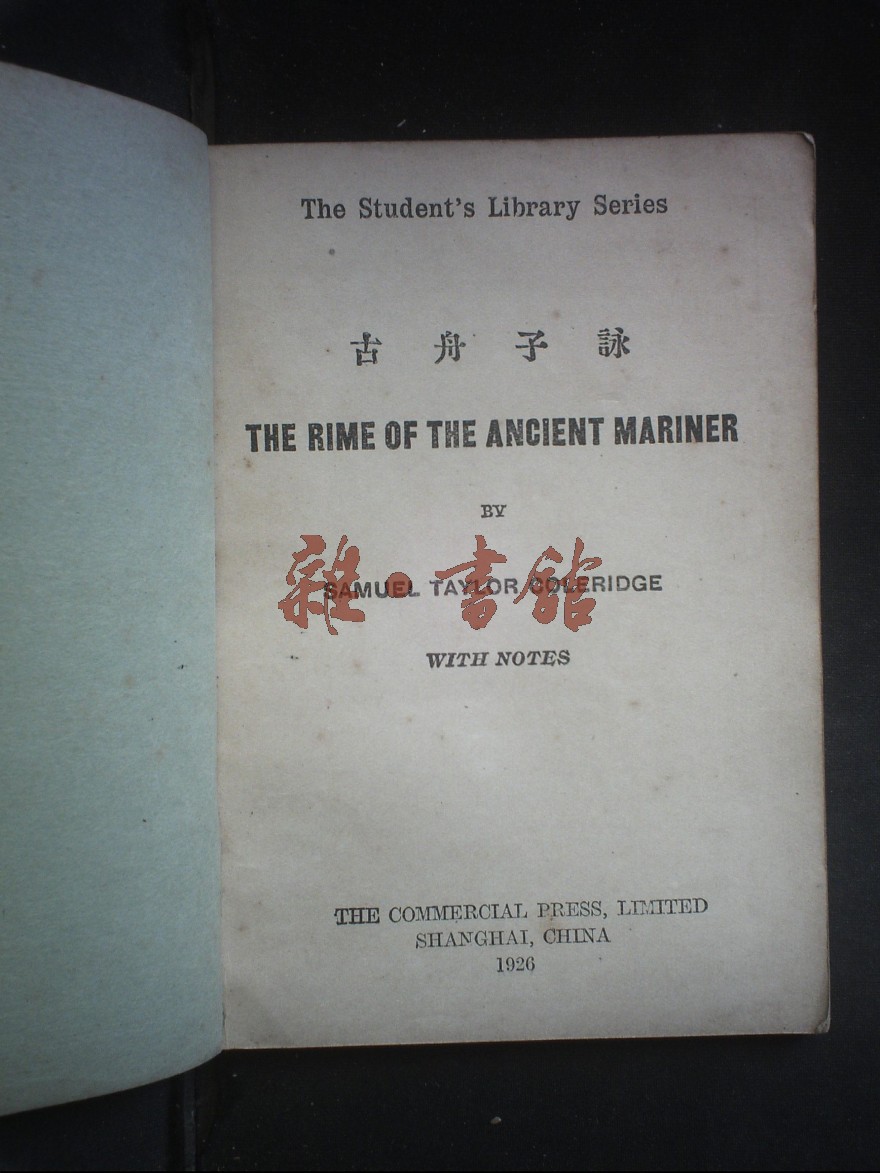 The Student's Library Series
古舟子詠
THE RIME OF THE ANCIENT MARINER
BY
SAMUEL TAYLOR COLERIDGE
雜·書館
WITH NOTES
THE COMMERCIAL PRESS, LIMITED
SHANGHAI, CHINA
1926